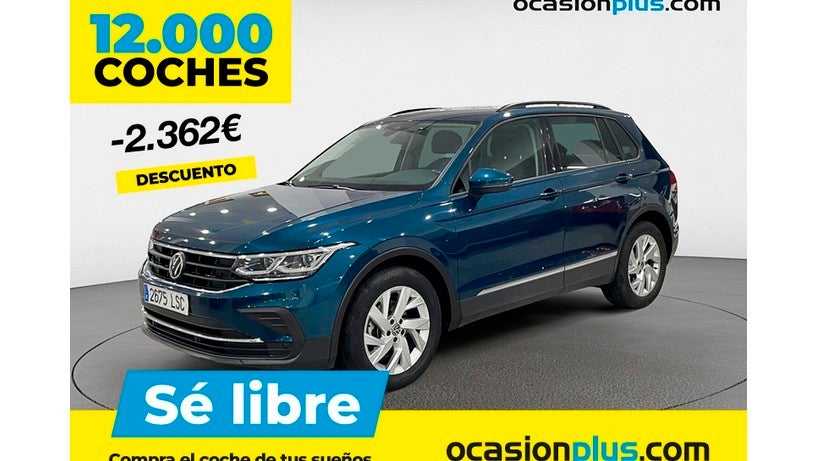 12.000
COCHES
ocasionplus.com
-2.362€
DESCUENTO
2675 LSC
Sé libre
Compra el coche de tus sueños
ocasionplus.com